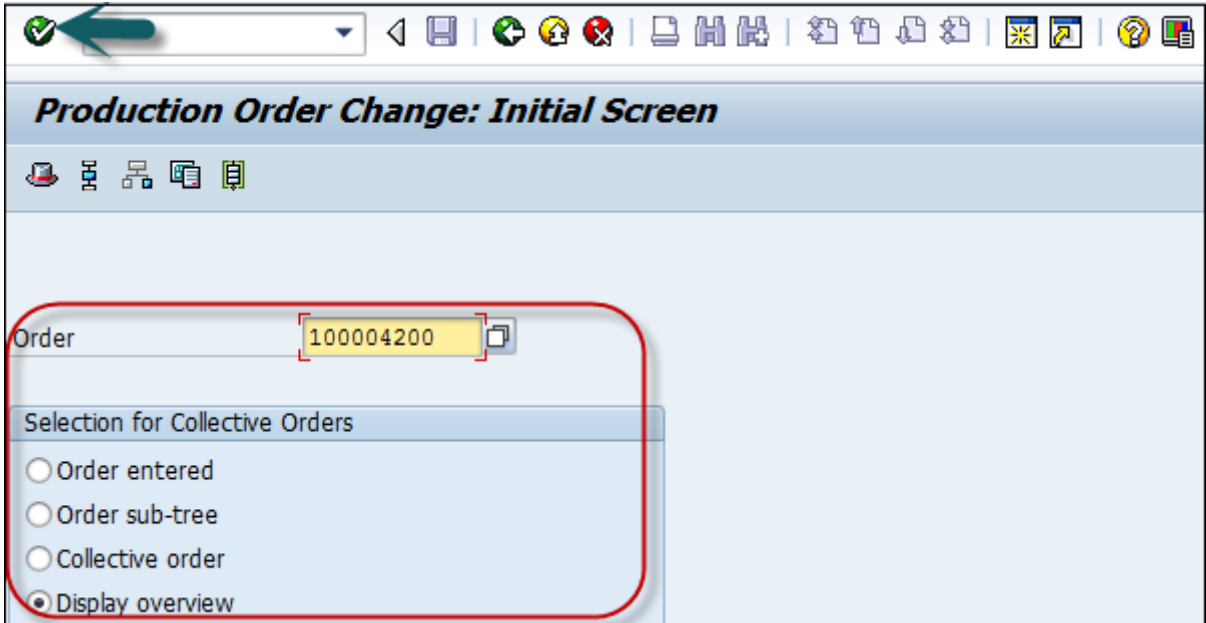 Production Order Change: Initial Screen
Order 100004200
Selection for Collective Orders
Order entered
Order sub-tree
Collective order
Display overview